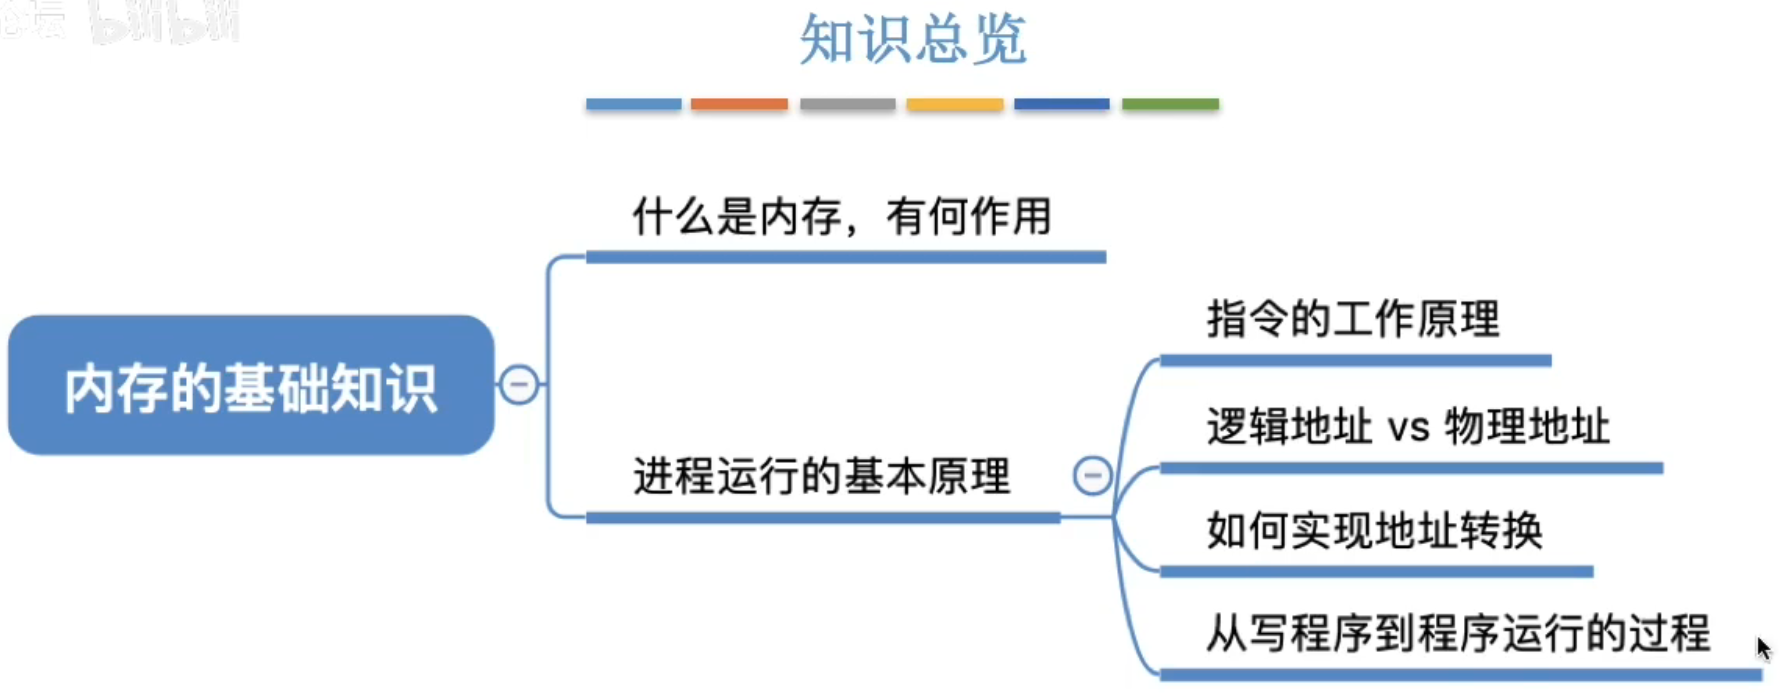 知识总览
什么是内存，有何作用
指令的工作原理
内存的基础知识
逻辑地址 vs 物理地址
进程运行的基本原理
如何实现地址转换
从写程序到程序运行的过程